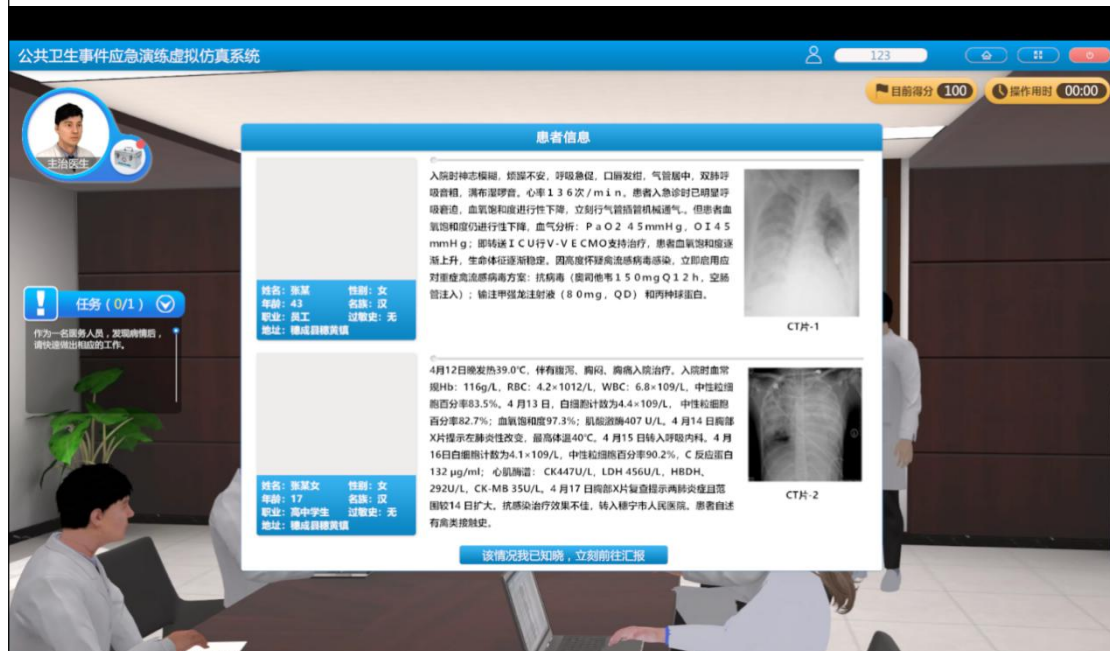 公共卫生事件应急演练虚拟仿真系统
123
目前得分 100
操作用时 00:00
主治医生
任务（0/1）
作为一名医务人员，发现病情后，
请快速做出相应的工作。
患者信息
入院时神志模糊，烦躁不安，呼吸急促，口唇发绀，气管居中，双肺呼
吸音粗，满布湿啰音。心率136次/min。患者入急诊时已明显呼
吸窘迫，血氧饱和度进行性下降，立刻行气管插管机械通气。但患者血
氧饱和度仍进行性下降，血气分析：PaO2 45mmHg，OI45
mmHg；即转送ICU行V-V ECMO支持治疗，患者血氧饱和度逐
渐上升，生命体征逐渐稳定。因高度怀疑禽流感病毒感染，立即启用应
对重症禽流感病毒方案：抗病毒（奥司他韦150mgQ12h，空肠
管注入）；输注甲强龙注射液（80mg，QD）和丙种球蛋白。
姓名：张某 性别：女
年龄：43 名族：汉
职业：员工 过敏史：无
地址：穗成县穗黄镇
CT片-1
4月12日晚发热39.0℃，伴有腹泻、胸闷、胸痛入院治疗。入院时血常
规Hb：116g/L，RBC：4.2×1012/L，WBC：6.8×109/L，中性粒细
胞百分率83.5%。4月13日，白细胞计数为4.4×109/L，中性粒细胞
百分率82.7%；血氧饱和度97.3%；肌酸激酶407 U/L。4月14日胸部
X片提示左肺炎性改变，最高体温40℃。4月15日转入呼吸内科。4月
16日白细胞计数为4.1×109/L，中性粒细胞百分率90.2%，C反应蛋白
132 μg/ml；心肌酶谱：CK447U/L，LDH 456U/L，HBDH，
292U/L，CK-MB 35U/L。4月17日胸部X片复查提示两肺炎症且范
围较14日扩大。抗感染治疗效果不佳，转入穗宁市人民医院。患者自述
有禽类接触史。
姓名：张某女 性别：女
年龄：17 名族：汉
职业：高中学生 过敏史：无
地址：穗成县穗黄镇
CT片-2
该情况我已知晓，立刻前往汇报